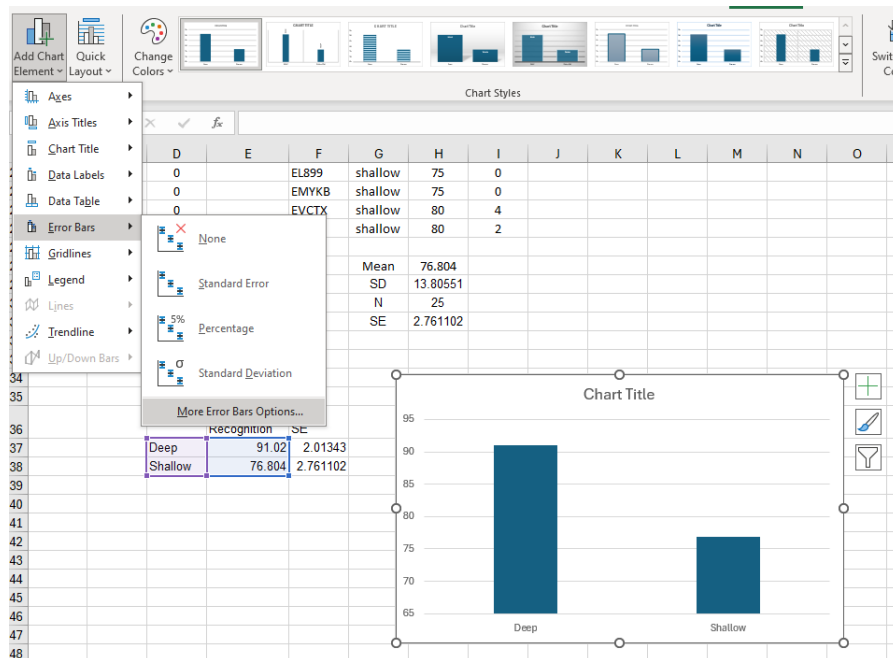 Add Chart Element
Quick Layout
Change Colors
Chart Styles
Axes
Axis Titles
Chart Title
Data Labels
Data Table
Error Bars
Gridlines
Legend
Lines
Trendline
Up/Down Bars
None
Standard Error
5%
Percentage
σ
Standard Deviation
More Error Bars Options...
fx
D E F G H I J K L M N O
0 EL899 shallow 75 0
0 EMYKB shallow 75 0
0 EVCTX shallow 80 4
shallow 80 2
Mean 76.804
SD 13.80551
N 25
SE 2.761102
34
35
36 Recognition SE
37 Deep 91.02 2.01343
38 Shallow 76.804 2.761102
39
40
41
42
43
44
45
46
47
48
Chart Title
95
90
85
80
75
70
65
Deep Shallow